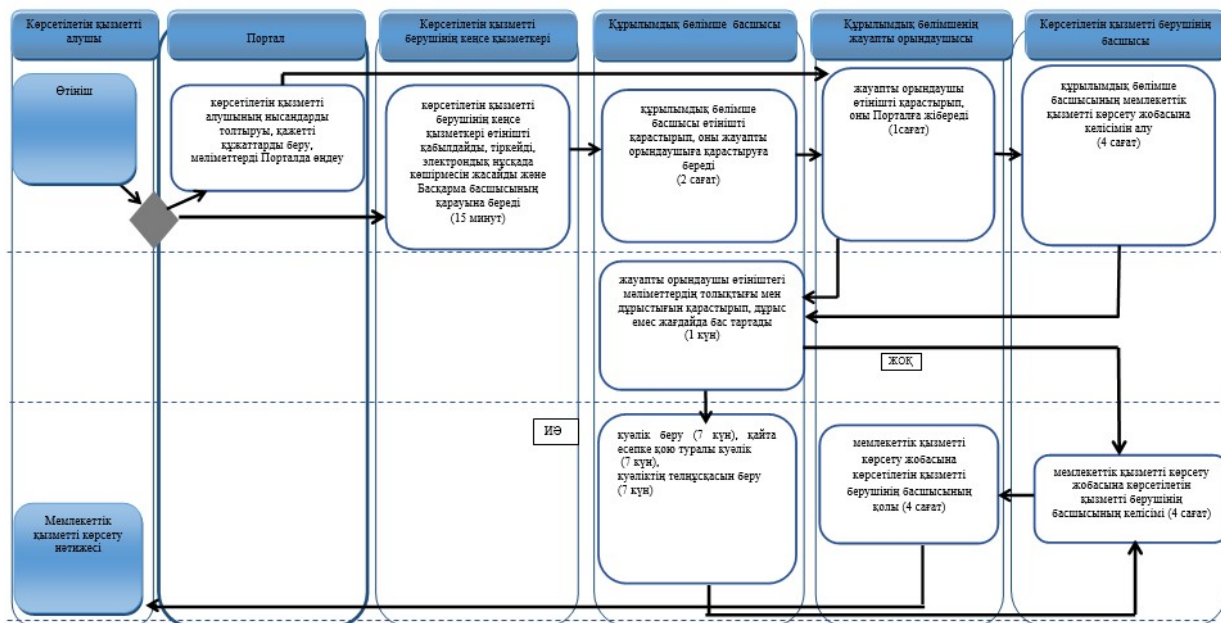 Көрсетілетін қызметті
алушы
Портал
Көрсетілетін қызметті
берушінің кеңсе қызметкері
Құрылымдық бөлімше басшысы
Құрылымдық бөлімшенің
жауапты орындаушысы
Көрсетілетін қызметті берушінің
басшысы
Өтініш
көрсетілетін қызметті
алушының нысандарды
толтыруы, қажетті
құжаттарды беру,
мәліметтерді Порталда өңдеу
көрсетілетін қызметті
берушінің кеңсе
қызметкері өтінішті
қабылдайды, тіркейді,
электрондық нұсқада
көшірмесін жасайды және
Басқарма басшысының
қарауына береді
(15 минут)
құрылымдық бөлімше
басшысы өтінішті
қарастырып, оны жауапты
орындаушыға қарастыруға
береді
(2 сағат)
жауапты орындаушы
өтінішті қарастырып,
оны Порталға жібереді
(1сағат)
құрылымдық бөлімше
басшысының мемлекеттік
қызметті көрсету жобасына
келісімін алу
(4 сағат)
жауапты орындаушы өтініштегі
мәліметтердің толықтығы мен
дұрыстығын қарастырып, дұрыс
емес жағдайда бас тартады
(1 күн)
ЖОҚ
ИӘ
куәлік беру (7 күн), қайта
есепке қою туралы куәлік
(7 күн),
куәліктің телнұсқасын беру
(7 күн)
мемлекеттік қызметті
көрсету жобасына
көрсетілетін қызметті
берушінің басшысының
қолы (4 сағат)
мемлекеттік қызметті көрсету
жобасына көрсетілетін
қызметті берушінің
басшысының келісімі (4 сағат)
Мемлекеттік
қызметті көрсету
нәтижесі